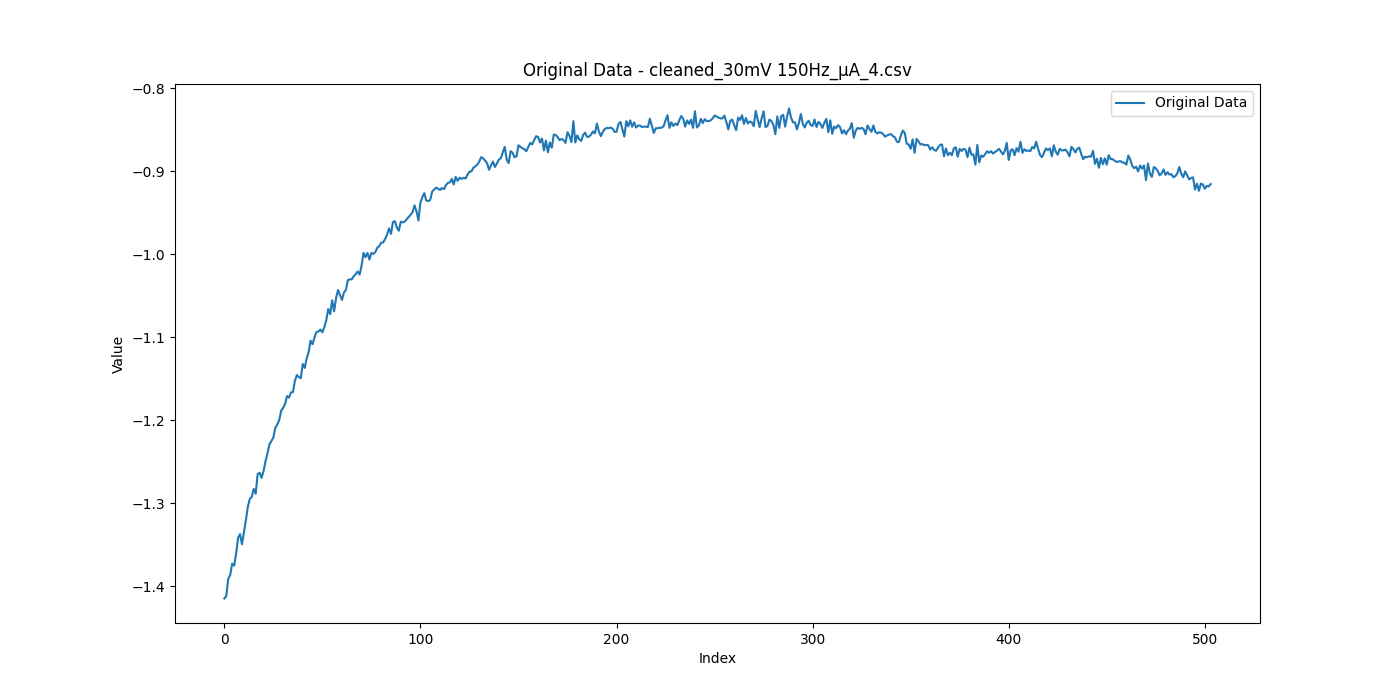 Original Data - cleaned_30mV 150Hz_µA_4.csv
Original Data
−0.8
−0.9
−1.0
−1.1
−1.2
−1.3
−1.4
Value
0 100 200 300 400 500
Index